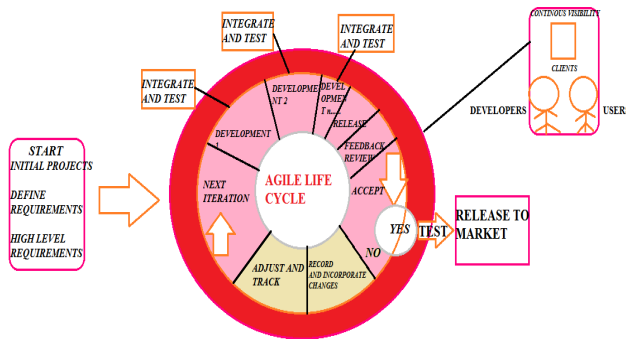 START
INITIAL PROJECTS
DEFINE
REQUIREMENTS
HIGH LEVEL
REQUIREMENTS
INTEGRATE
AND TEST
INTEGRATE
AND TEST
INTEGRATE
AND TEST
DEVELOPMENT
1
DEVELOPME
NT 2
DEVEL
OPMEN
T n.....
RELEASE
FEEDBACK
REVIEW
ACCEPT
YES
NO
RECORD
AND INCORPORATE
CHANGES
ADJUST AND
TRACK
NEXT
ITERATION
AGILE LIFE
CYCLE
TEST
RELEASE TO
MARKET
CONTINOUS VISIBILITY
CLIENTS
DEVELOPERS
USER